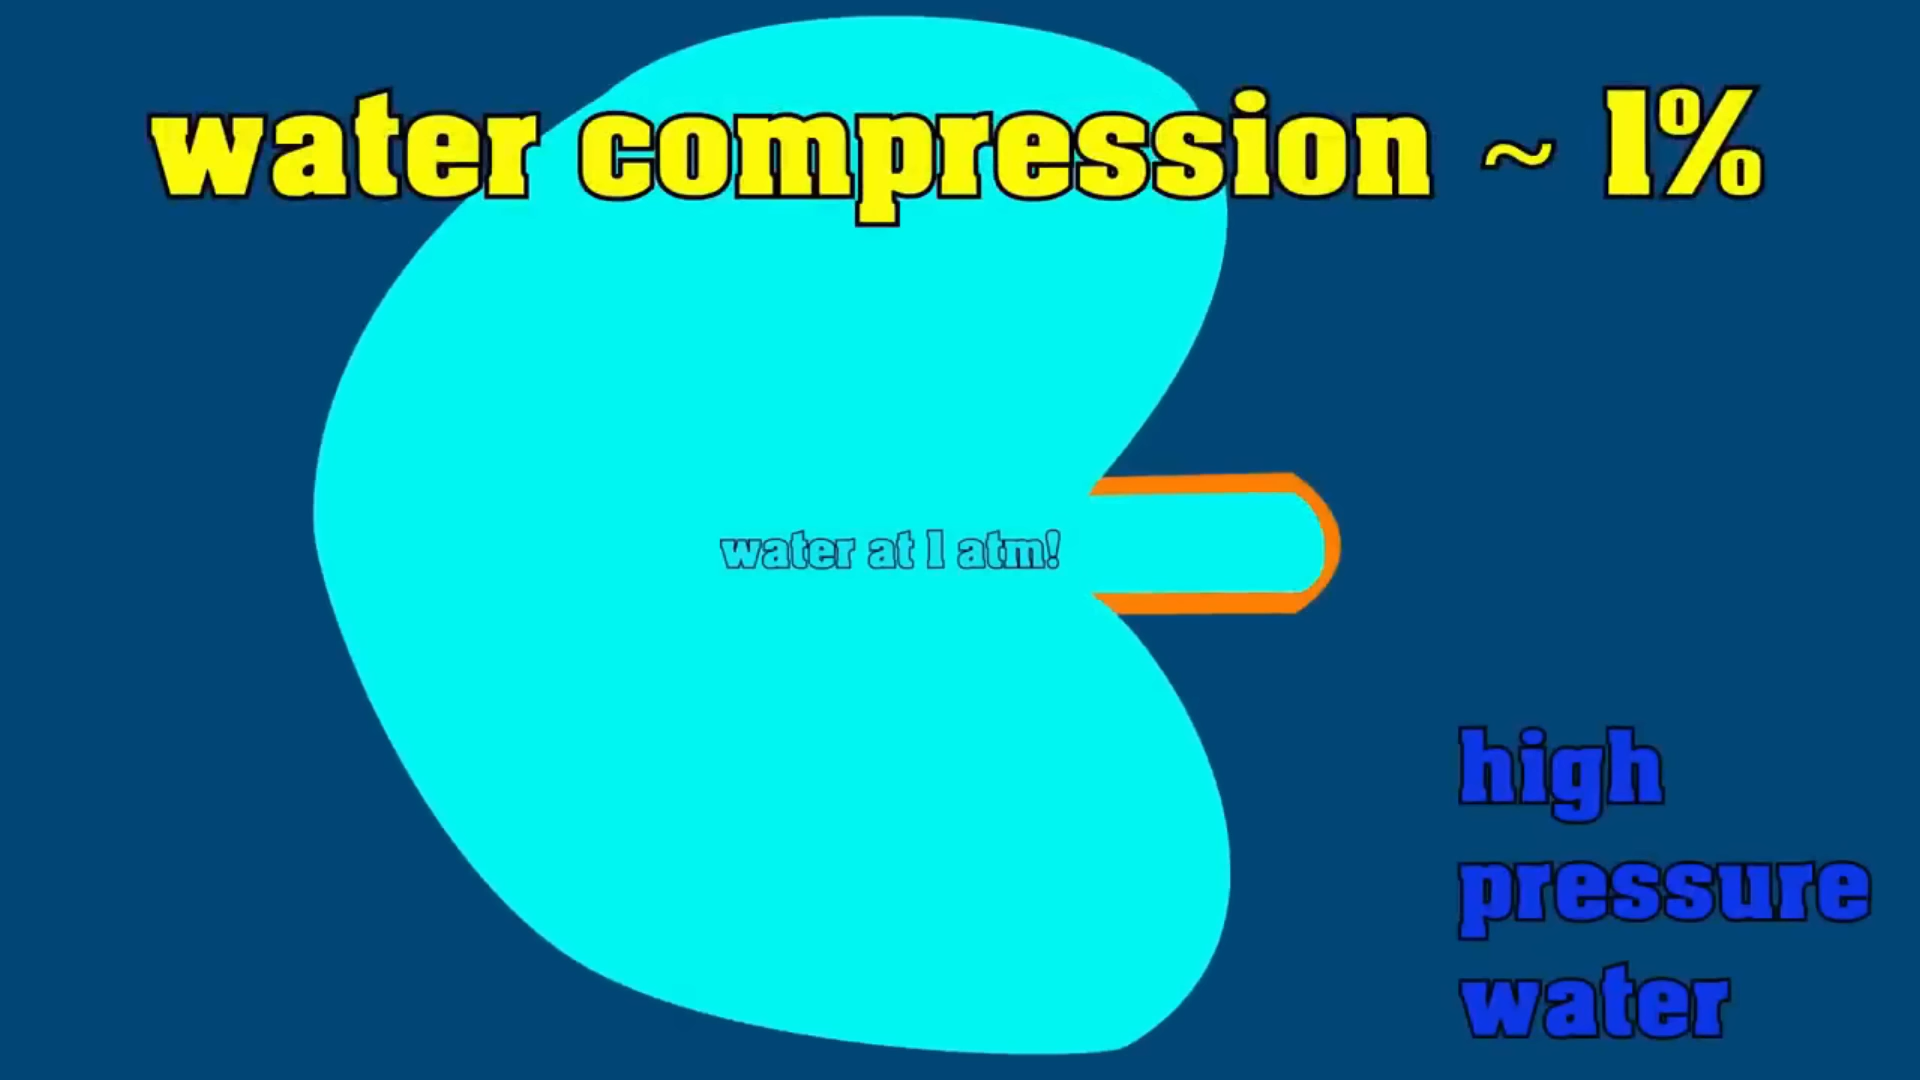 water compression ~ 1%
water at 1 atm!
high
pressure
water